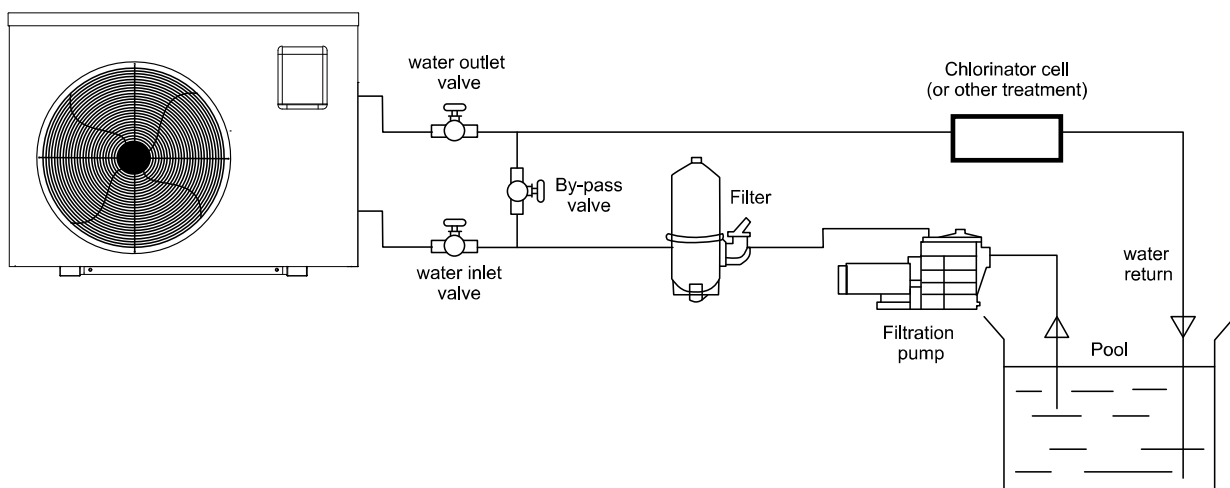 water outlet
valve
Chlorinator cell
(or other treatment)
By-pass
valve
Filter
water inlet
valve
water
return
Filtration
pump
Pool